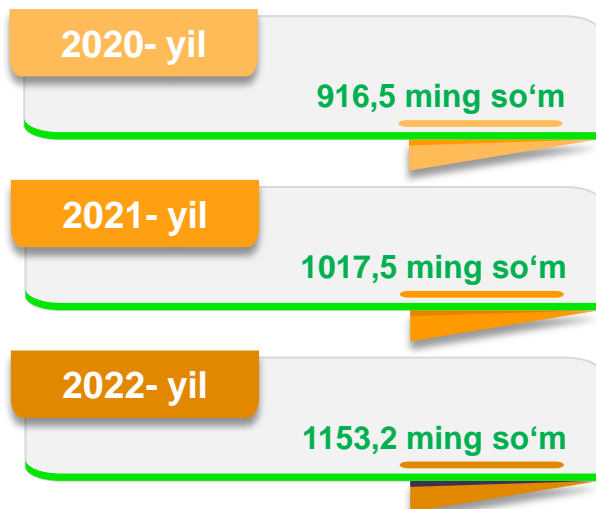 2020- yil
916,5 ming so‘m
2021- yil
1017,5 ming so‘m
2022- yil
1153,2 ming so‘m